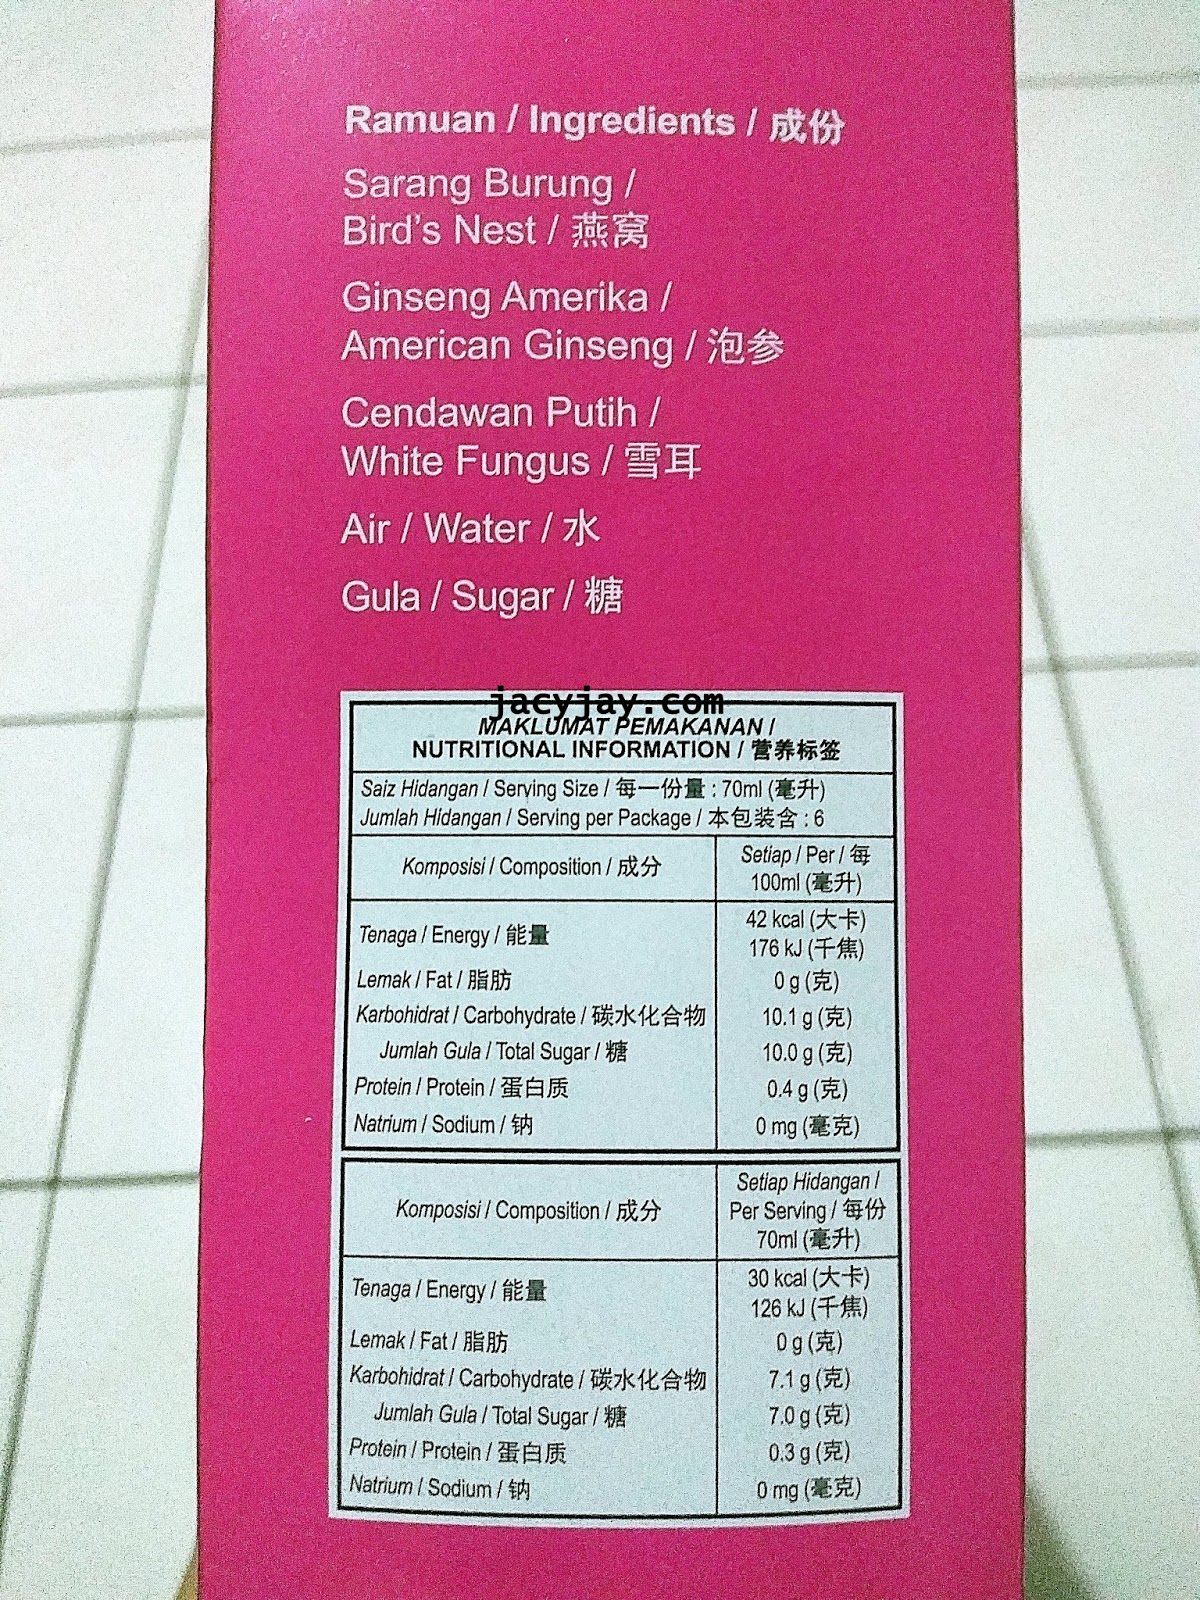 Ramuan / Ingredients / 成份
Sarang Burung /
Bird's Nest / 燕窝
Ginseng Amerika /
American Ginseng / 泡参
Cendawan Putih /
White Fungus / 雪耳
Air / Water / 水
Gula / Sugar / 糖
jacyjay.com
MAKLUMAT PEMAKANAN /
NUTRITIONAL INFORMATION / 营养标签
Saiz Hidangan / Serving Size / 每一份量 : 70ml (毫升)
Jumlah Hidangan / Serving per Package / 本包装含 : 6
Komposisi / Composition / 成分
Setiap / Per / 每
100ml (毫升)
Tenaga / Energy / 能量
42 kcal (大卡)
176 kJ (千焦)
Lemak / Fat / 脂肪 0 g (克)
Karbohidrat / Carbohydrate / 碳水化合物 10.1 g (克)
Jumlah Gula / Total Sugar / 糖 10.0 g (克)
Protein / Protein / 蛋白质 0.4 g (克)
Natrium / Sodium / 钠 0 mg (毫克)
Komposisi / Composition / 成分
Setiap Hidangan /
Per Serving / 每份
70ml (毫升)
Tenaga / Energy / 能量
30 kcal (大卡)
126 kJ (千焦)
Lemak / Fat / 脂肪 0 g (克)
Karbohidrat / Carbohydrate / 碳水化合物 7.1 g (克)
Jumlah Gula / Total Sugar / 糖 7.0 g (克)
Protein / Protein / 蛋白质 0.3 g (克)
Natrium / Sodium / 钠 0 mg (毫克)